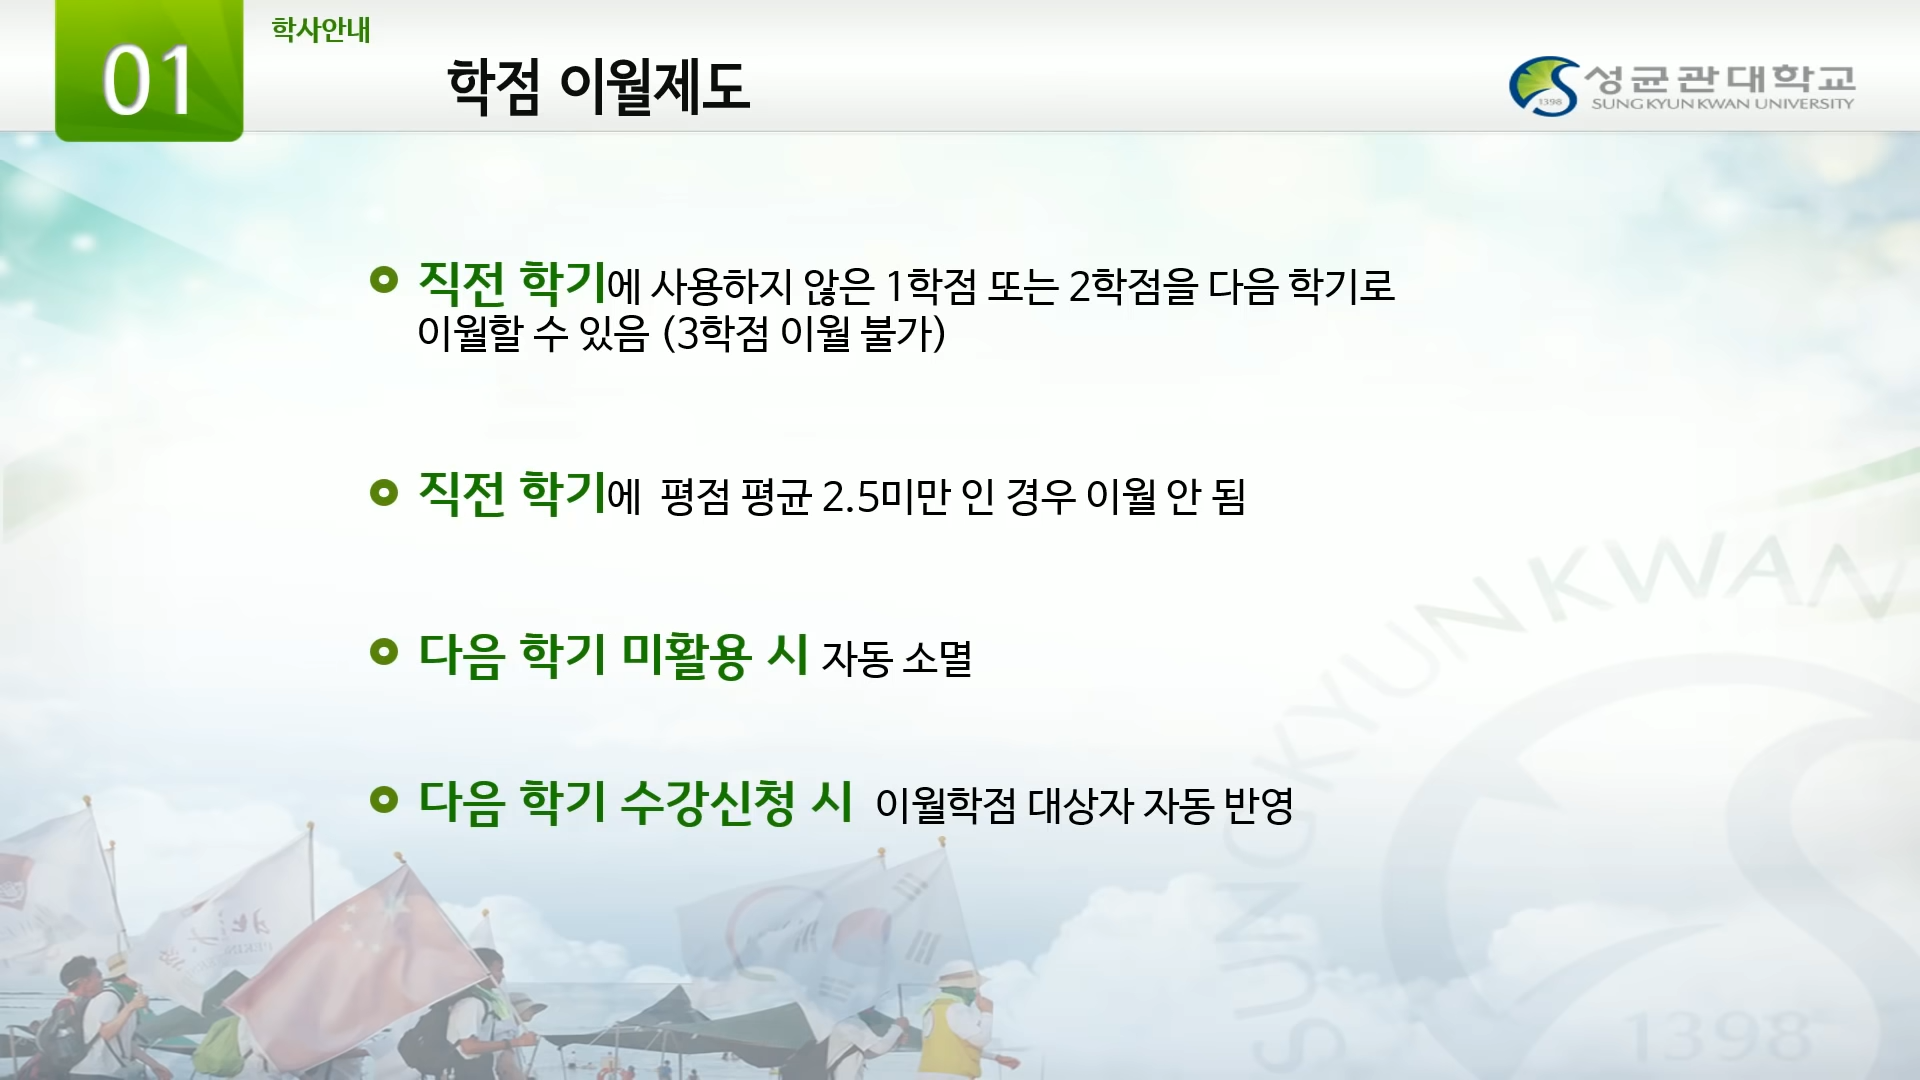 01
학사안내
학점 이월제도
성균관대학교
1398
SUNG KYUN KWAN UNIVERSITY
직전 학기에 사용하지 않은 1학점 또는 2학점을 다음 학기로
이월할 수 있음 (3학점 이월 불가)
직전 학기에 평점 평균 2.5미만 인 경우 이월 안 됨
다음 학기 미활용 시 자동 소멸
다음 학기 수강신청 시 이월학점 대상자 자동 반영
SUNGKYUNKWAN
1398